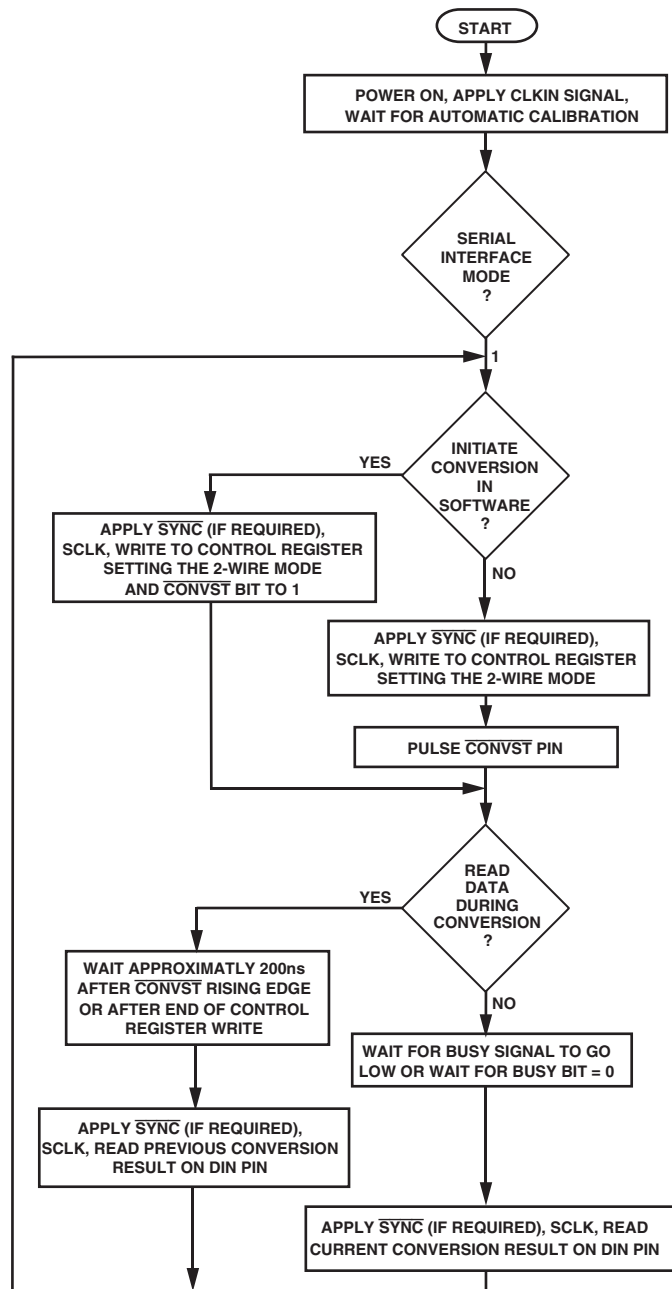 START
POWER ON, APPLY CLKIN SIGNAL,
WAIT FOR AUTOMATIC CALIBRATION
SERIAL
INTERFACE
MODE
?
1
INITIATE
CONVERSION
IN
SOFTWARE
?
YES
APPLY SYNC (IF REQUIRED),
SCLK, WRITE TO CONTROL REGISTER
SETTING THE 2-WIRE MODE
AND CONVST BIT TO 1
NO
APPLY SYNC (IF REQUIRED),
SCLK, WRITE TO CONTROL REGISTER
SETTING THE 2-WIRE MODE
PULSE CONVST PIN
READ
DATA
DURING
CONVERSION
?
YES
WAIT APPROXIMATLY 200ns
AFTER CONVST RISING EDGE
OR AFTER END OF CONTROL
REGISTER WRITE
NO
WAIT FOR BUSY SIGNAL TO GO
LOW OR WAIT FOR BUSY BIT = 0
APPLY SYNC (IF REQUIRED),
SCLK, READ PREVIOUS CONVERSION
RESULT ON DIN PIN
APPLY SYNC (IF REQUIRED), SCLK, READ
CURRENT CONVERSION RESULT ON DIN PIN